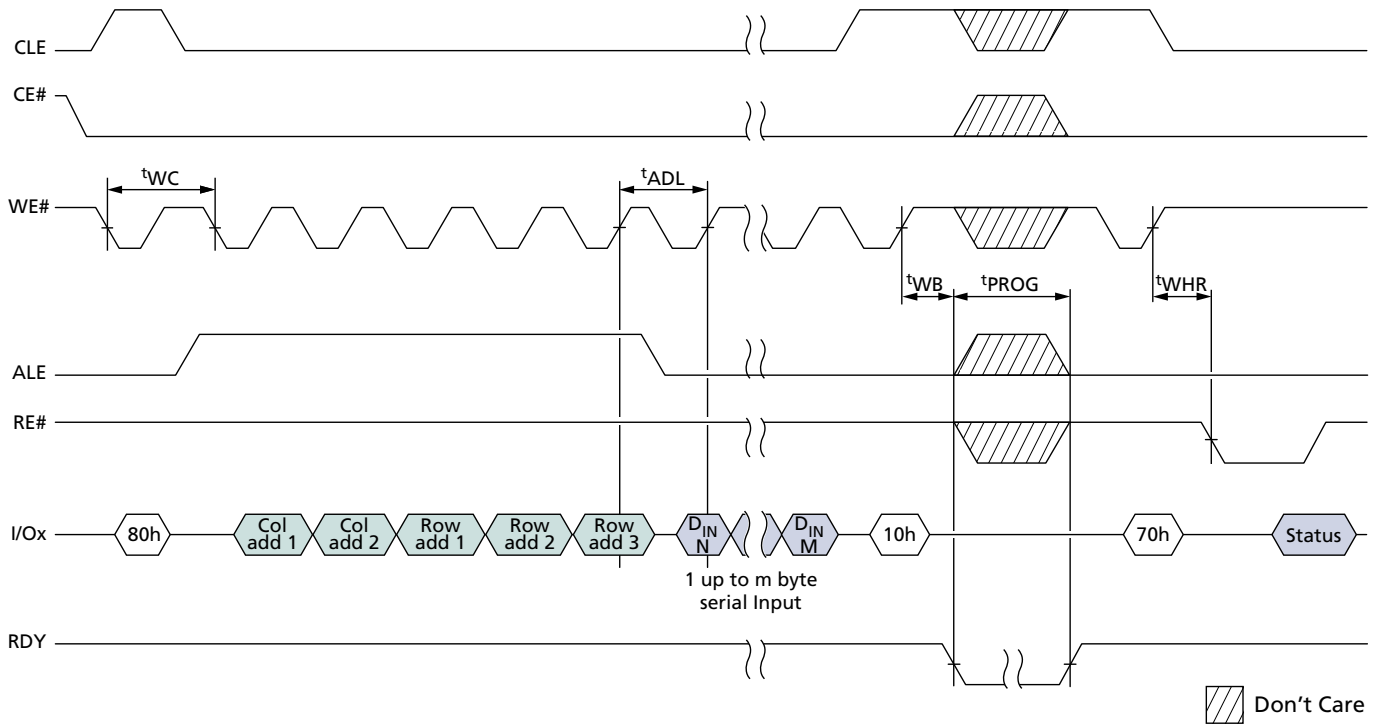 CLE
CE#
tWC
tADL
WE#
tWB
tPROG
tWHR
ALE
RE#
I/Ox
80h
Col
add 1
Col
add 2
Row
add 1
Row
add 2
Row
add 3
DIN
N
DIN
M
10h
70h
Status
1 up to m byte
serial Input
RDY
Don't Care